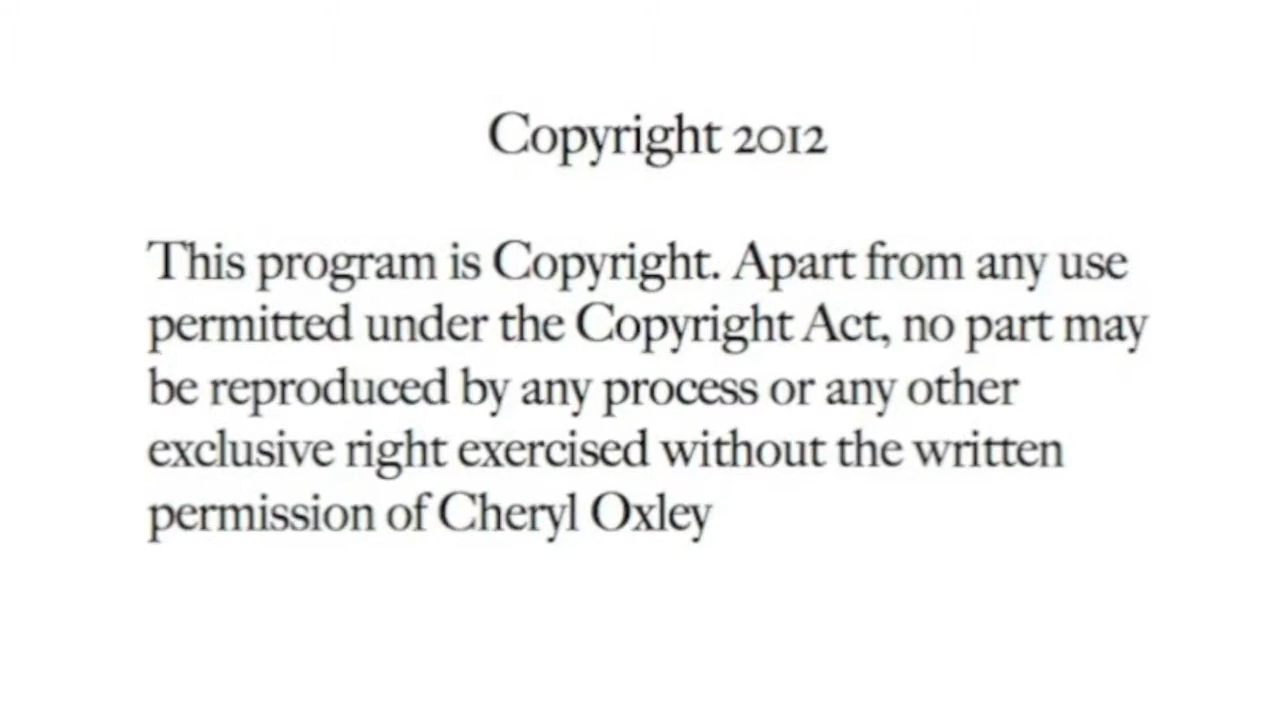 Copyright 2012
This program is Copyright. Apart from any use
permitted under the Copyright Act, no part may
be reproduced by any process or any other
exclusive right exercised without the written
permission of Cheryl Oxley